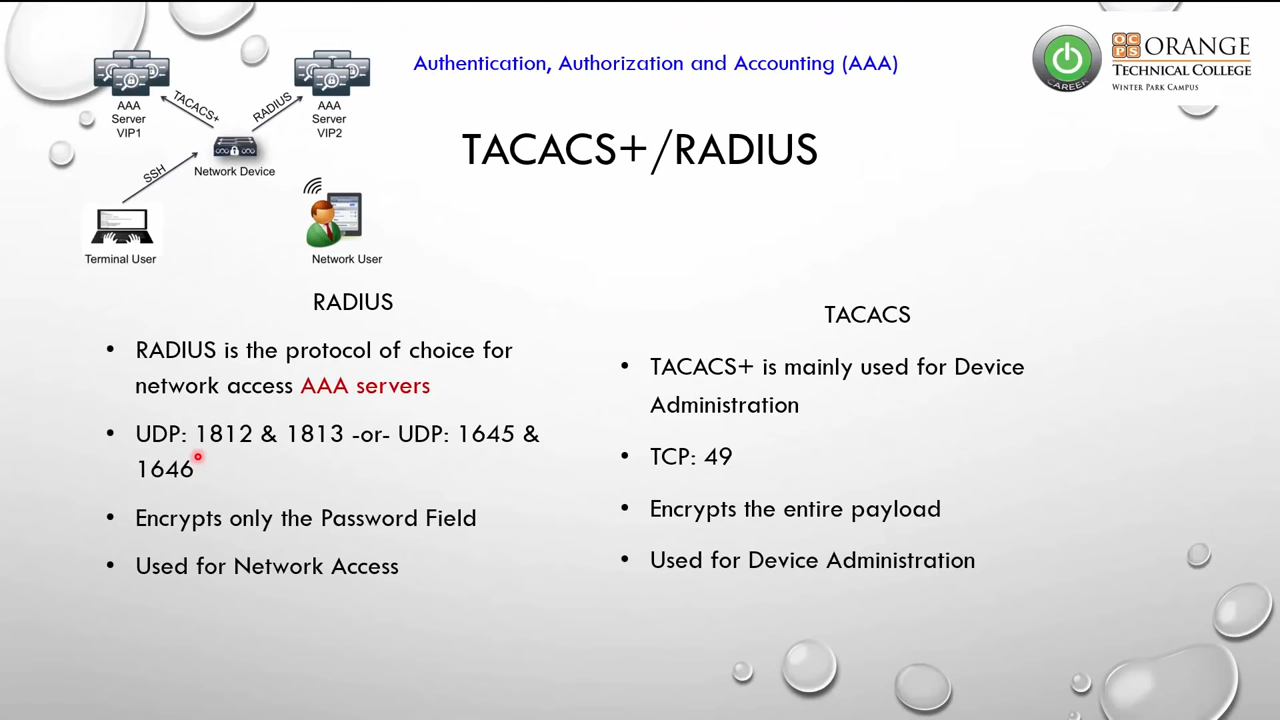 Authentication, Authorization and Accounting (AAA)
OCPS ORANGE
TECHNICAL COLLEGE
WINTER PARK CAMPUS
CAREER
AAA
Server
VIP1
TACACS+
RADIUS
AAA
Server
VIP2
SSH
Network Device
Terminal User
Network User
TACACS+/RADIUS
RADIUS
• RADIUS is the protocol of choice for
network access AAA servers
• UDP: 1812 & 1813 -or- UDP: 1645 &
1646
• Encrypts only the Password Field
• Used for Network Access
TACACS
• TACACS+ is mainly used for Device
Administration
• TCP: 49
• Encrypts the entire payload
• Used for Device Administration